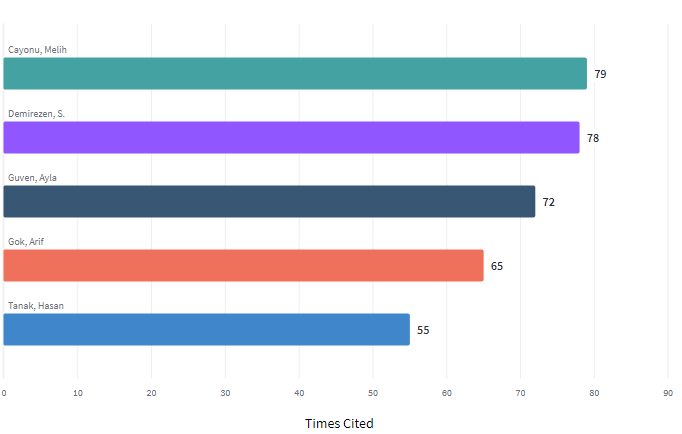 Cayonu, Melih
79
Demirezen, S.
78
Guven, Ayla
72
Gok, Arif
65
Tanak, Hasan
55
0 10 20 30 40 50 60 70 80 90
Times Cited